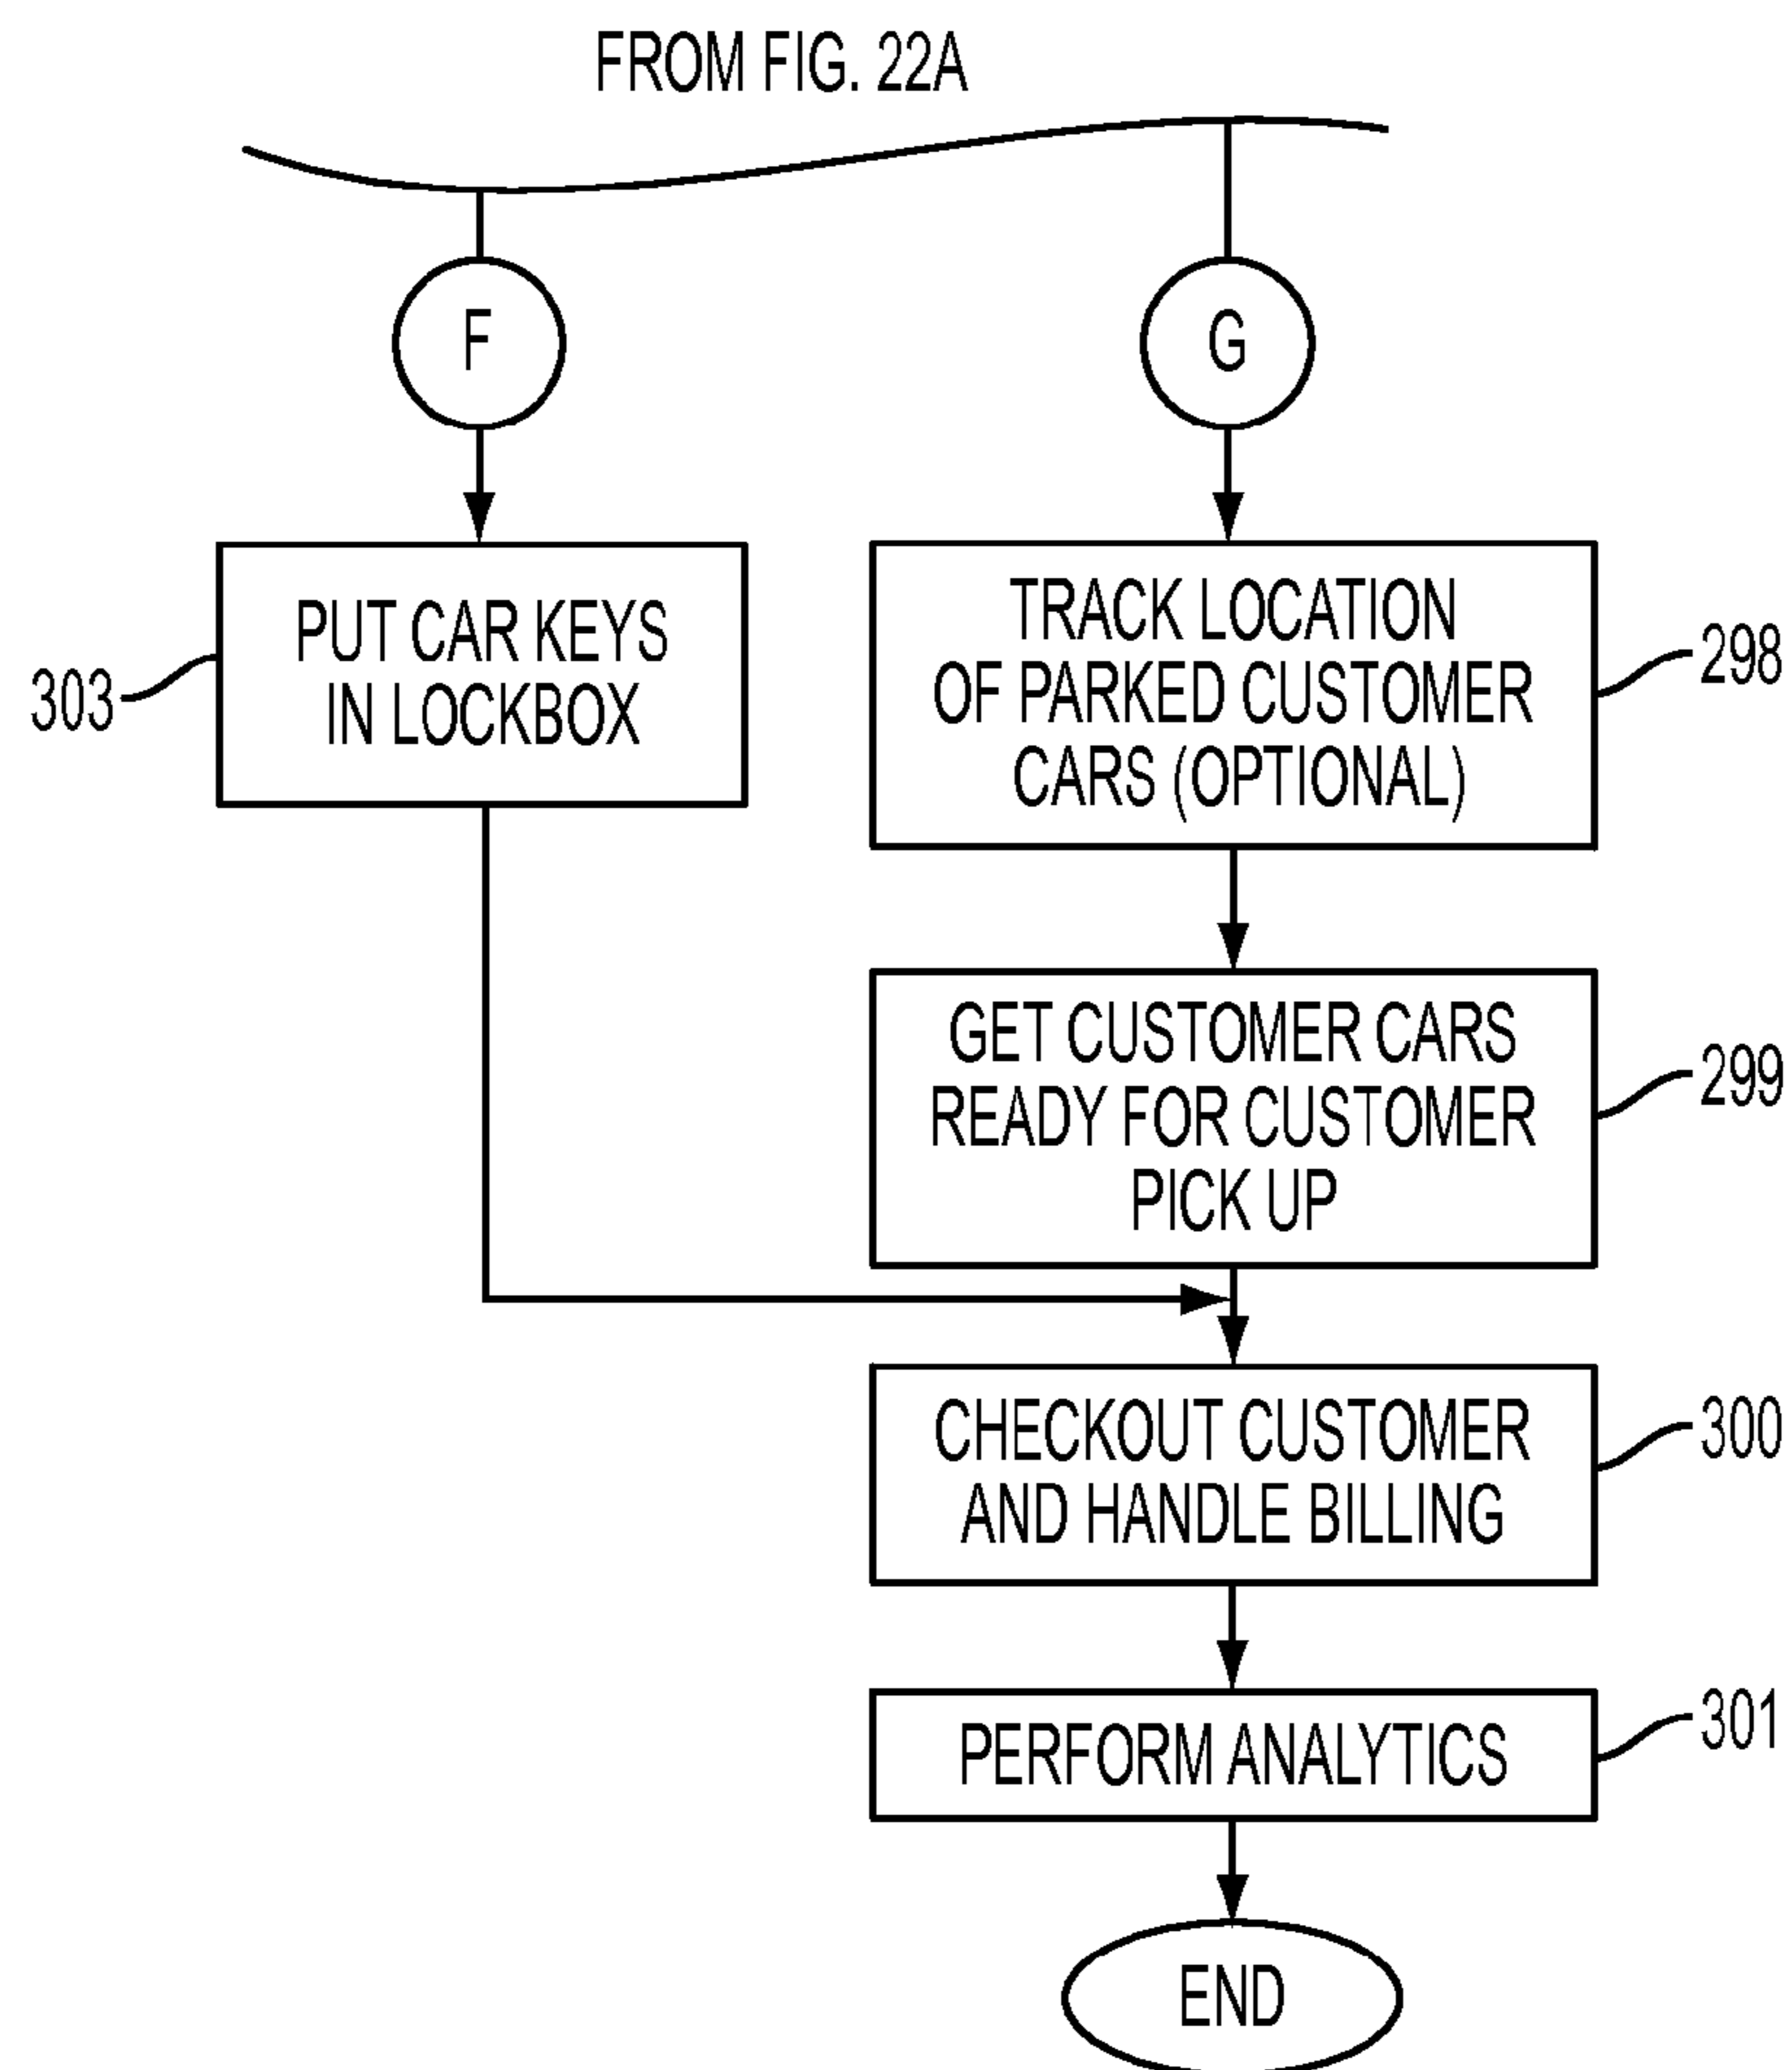 FROM FIG. 22A
F
G
PUT CAR KEYS
IN LOCKBOX
303
TRACK LOCATION
OF PARKED CUSTOMER
CARS (OPTIONAL)
298
GET CUSTOMER CARS
READY FOR CUSTOMER
PICK UP
299
CHECKOUT CUSTOMER
AND HANDLE BILLING
300
PERFORM ANALYTICS
301
END